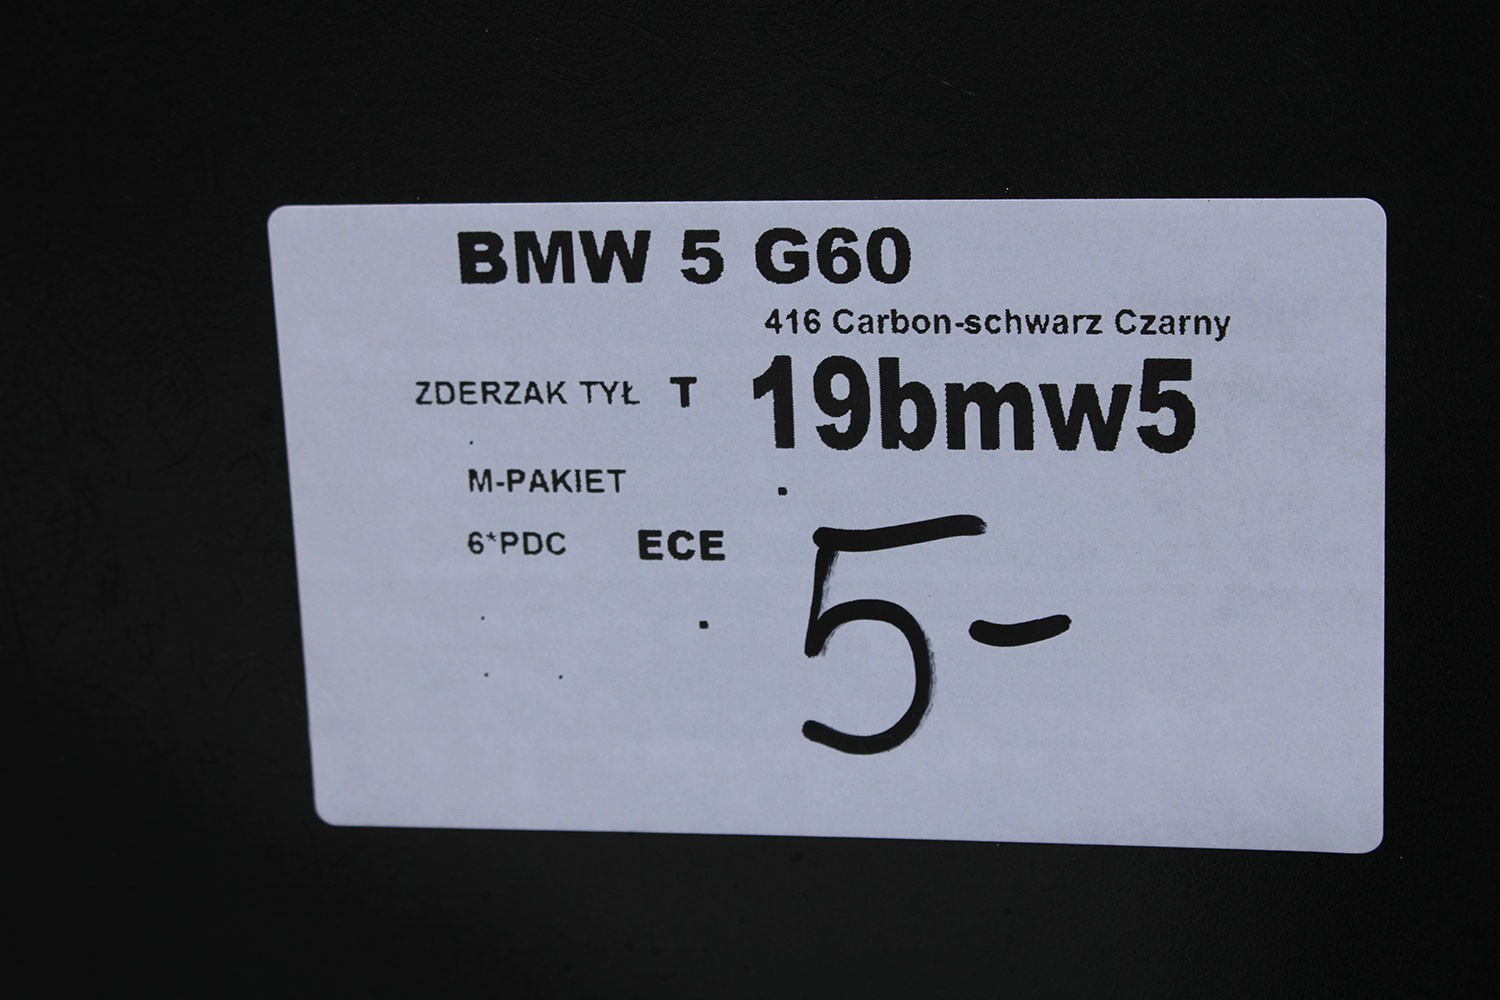 BMW 5 G60
416 Carbon-schwarz Czarny
ZDERZAK TYŁ T 19bmw5
M-PAKIET
6*PDC ECE
5-